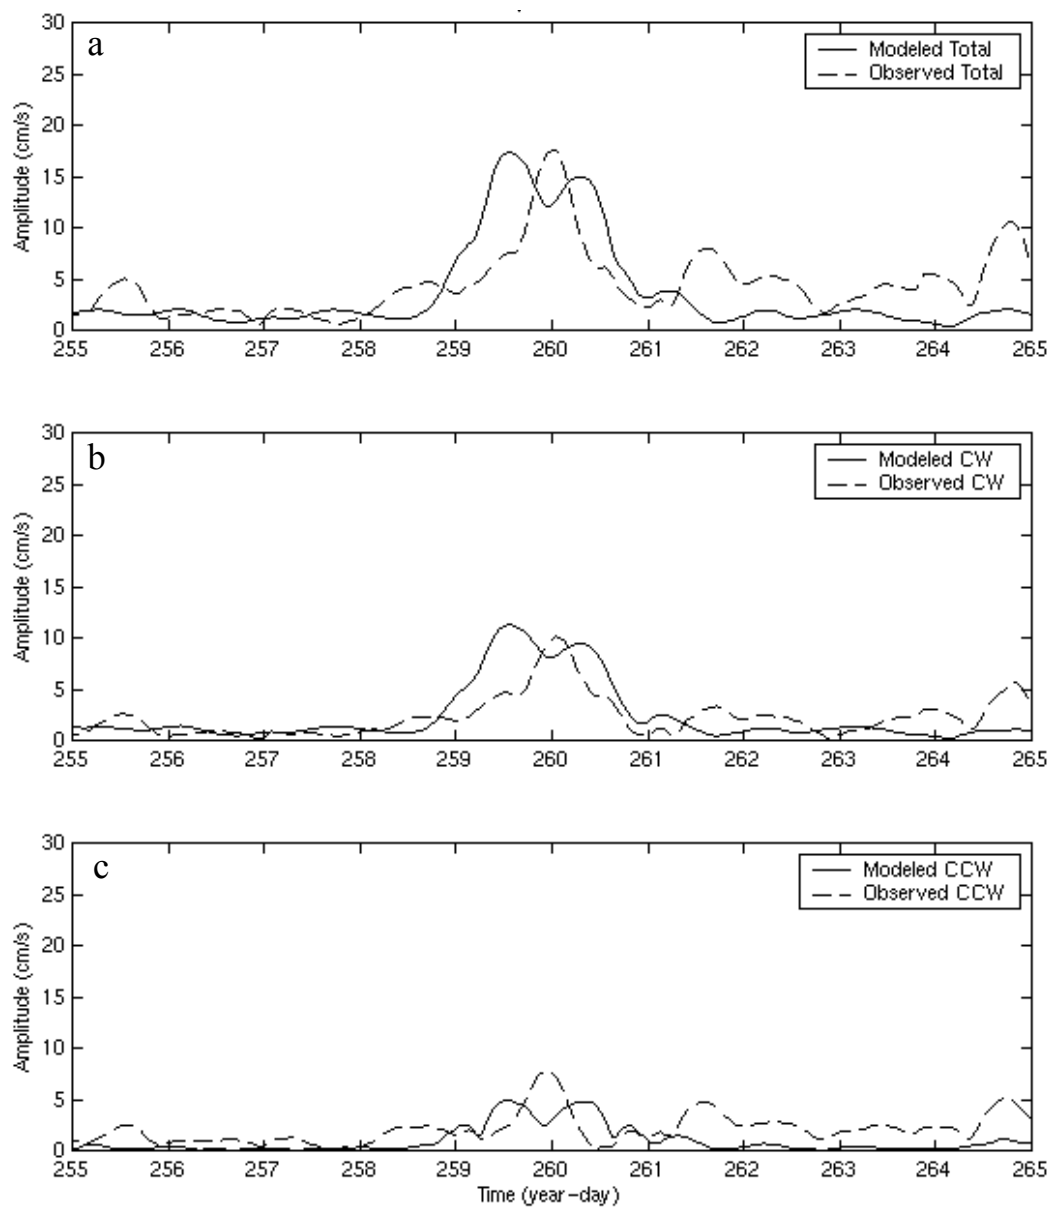 a
Modeled Total
Observed Total
30
25
20
15
10
5
0
Amplitude (cm/s)
255 256 257 258 259 260 261 262 263 264 265
b
Modeled CW
Observed CW
30
25
20
15
10
5
0
Amplitude (cm/s)
255 256 257 258 259 260 261 262 263 264 265
c
Modeled CCW
Observed CCW
30
25
20
15
10
5
0
Amplitude (cm/s)
255 256 257 258 259 260 261 262 263 264 265
Time (year-day)